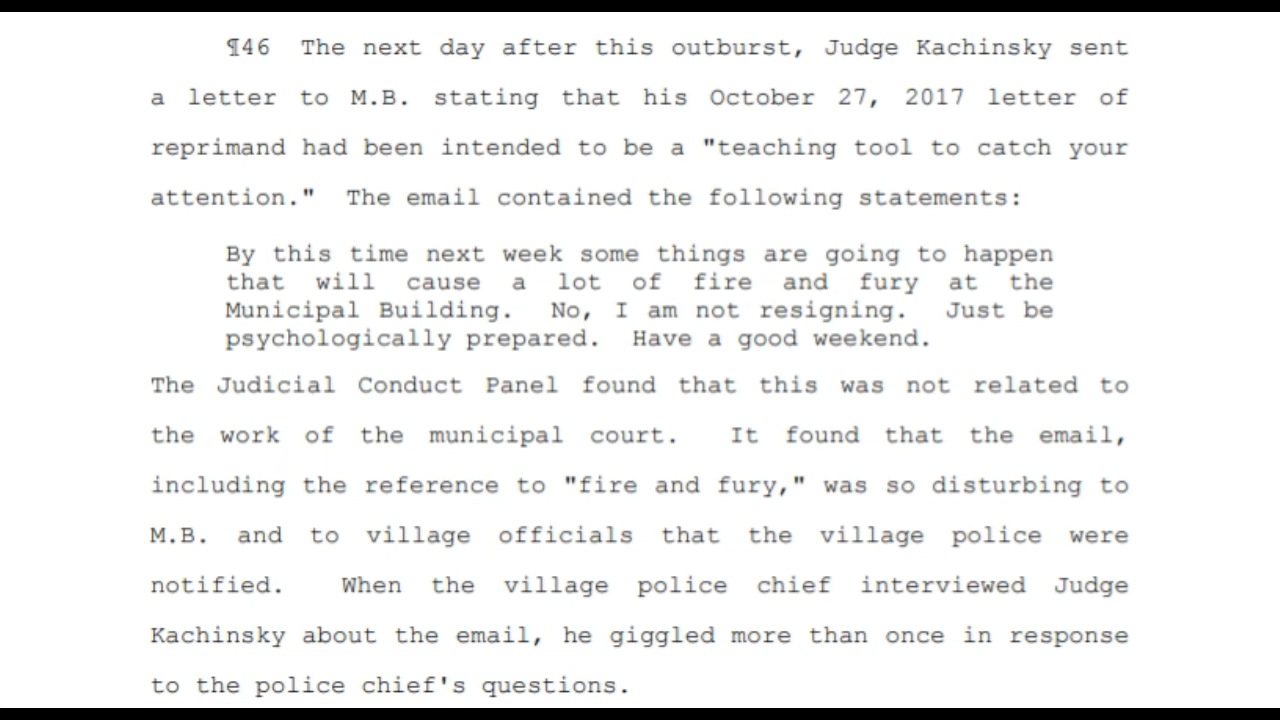 ¶46 The next day after this outburst, Judge Kachinsky sent
a letter to M.B. stating that his October 27, 2017 letter of
reprimand had been intended to be a "teaching tool to catch your
attention." The email contained the following statements:
By this time next week some things are going to happen
that will cause a lot of fire and fury at the
Municipal Building. No, I am not resigning. Just be
psychologically prepared. Have a good weekend.
The Judicial Conduct Panel found that this was not related to
the work of the municipal court. It found that the email,
including the reference to "fire and fury," was so disturbing to
M.B. and to village officials that the village police were
notified. When the village police chief interviewed Judge
Kachinsky about the email, he giggled more than once in response
to the police chief's questions.